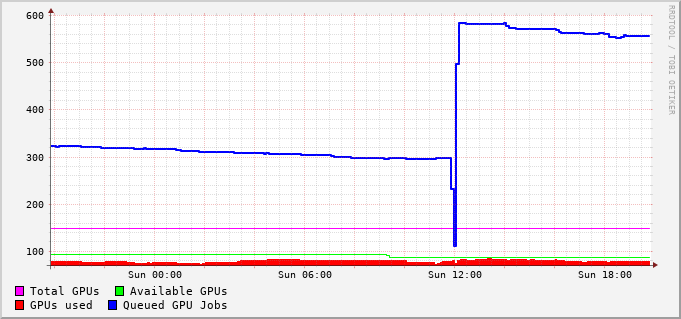 600
500
400
300
200
100
Sun 00:00 Sun 06:00 Sun 12:00 Sun 18:00
Total GPUs Available GPUs
GPUs used Queued GPU Jobs
RRDTOOL / TOBI OETIKER